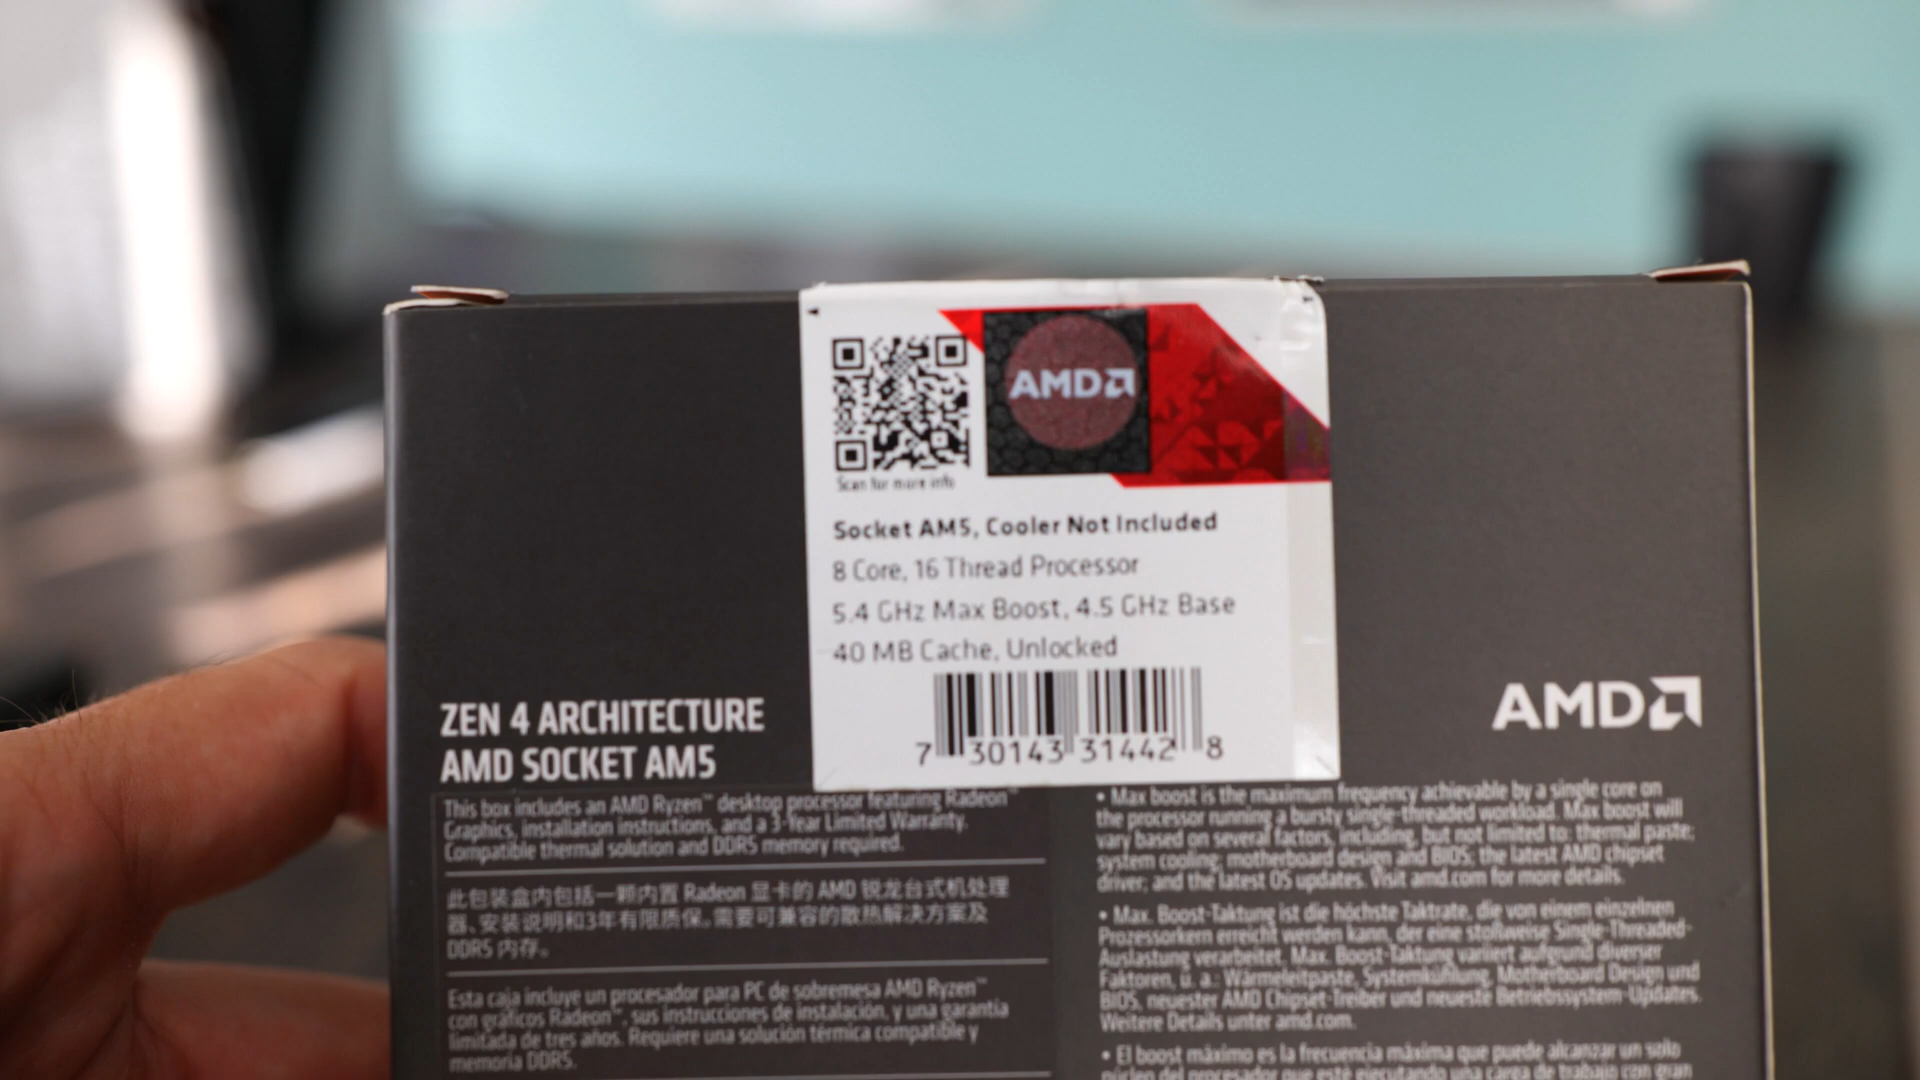 AMD
Scan for more info
Socket AM5, Cooler Not Included
8 Core, 16 Thread Processor
5.4 GHz Max Boost, 4.5 GHz Base
40 MB Cache, Unlocked
7 30143 31442 8
ZEN 4 ARCHITECTURE
AMD SOCKET AM5
AMD
This box includes an AMD Ryzen™ desktop processor featuring Radeon™
Graphics, installation instructions, and a 3-Year Limited Warranty.
Compatible thermal solution and DDR5 memory required.
此包装盒内包括一颗内置 Radeon 显卡的 AMD 锐龙台式机处理
器、安装说明和3年有限质保。需要可兼容的散热解决方案及
DDR5 内存。
Esta caja incluye un procesador para PC de sobremesa AMD Ryzen™
con gráficos Radeon™, sus instrucciones de instalación, y una garantía
limitada de tres años. Requiere una solución térmica compatible y
memoria DDR5.
• Max boost is the maximum frequency achievable by a single core on
the processor running a bursty single-threaded workload. Max boost will
vary based on several factors, including, but not limited to: thermal paste;
system cooling; motherboard design and BIOS; the latest AMD chipset
driver; and the latest OS updates. Visit amd.com for more details.
• Max. Boost-Taktung ist die höchste Taktrate, die von einem einzelnen
Prozessorkern erreicht werden kann, der eine stoßweise Single-Threaded-
Auslastung verarbeitet. Max. Boost-Taktung variiert aufgrund diverser
Faktoren, u. a.: Wärmeleitpaste, Systemkühlung, Motherboard Design und
BIOS, neuester AMD Chipset-Treiber und neueste Betriebssystem-Updates.
Weitere Details unter amd.com.
• El boost máximo es la frecuencia máxima que puede alcanzar un solo
núcleo del procesador que esté ejecutando una carga de trabajo con gran